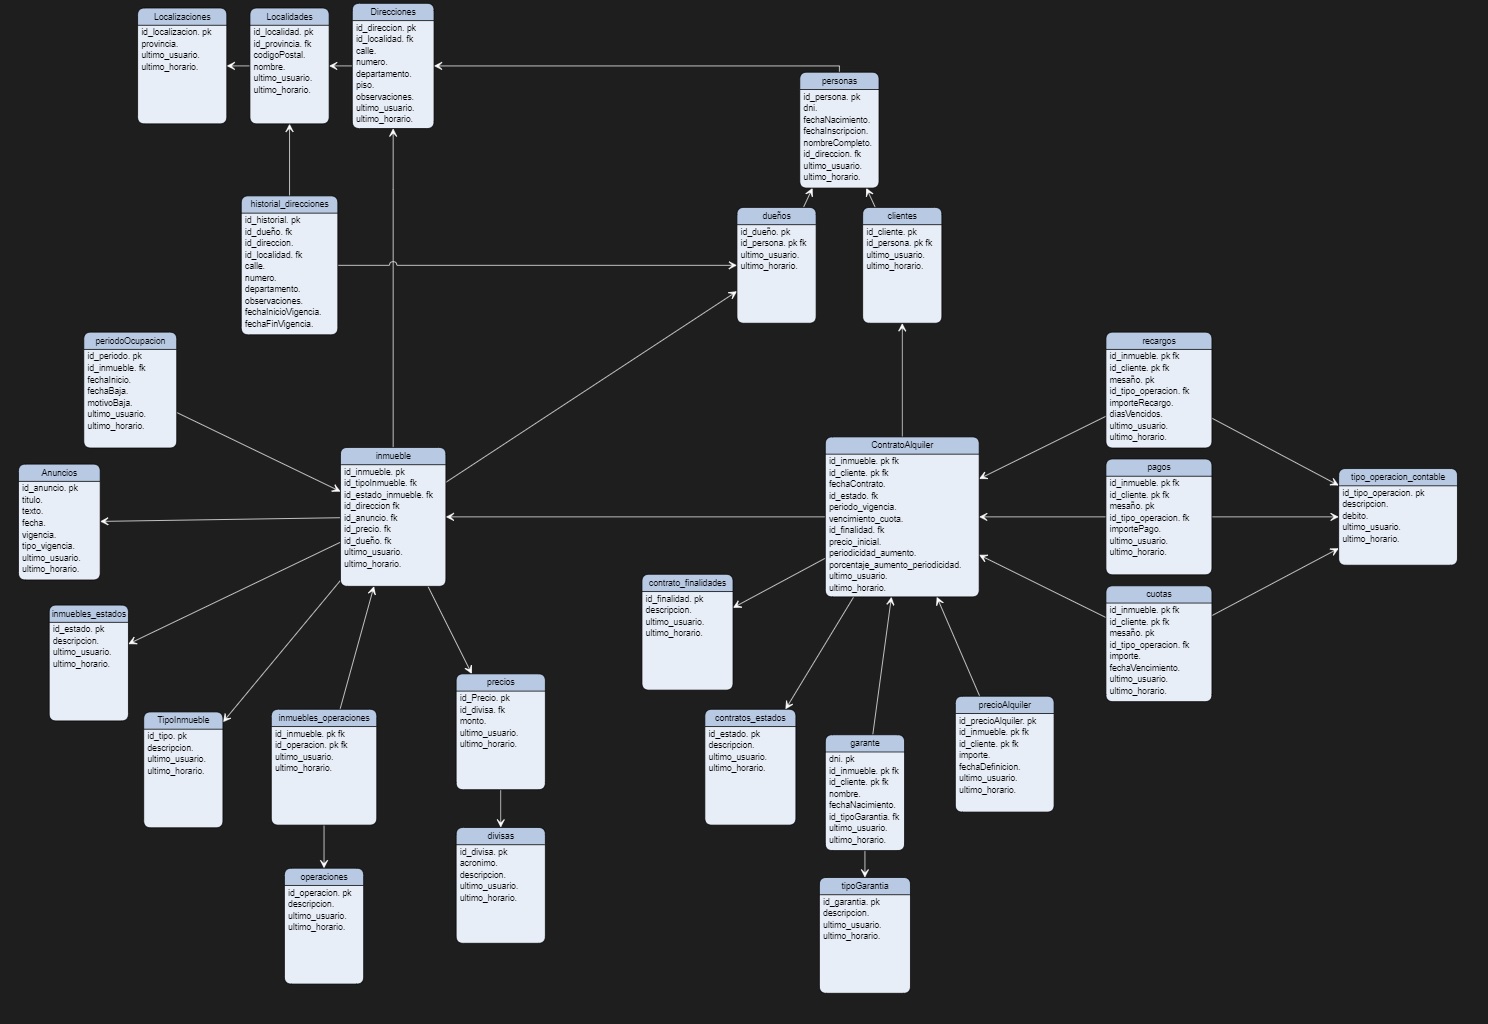 Localizaciones
id_localizacion. pk
provincia.
ultimo_usuario.
ultimo_horario.
Localidades
id_localidad. pk
id_provincia. fk
codigoPostal.
nombre.
ultimo_usuario.
ultimo_horario.
Direcciones
id_direccion. pk
id_localidad. fk
calle.
numero.
departamento.
piso.
observaciones.
ultimo_usuario.
ultimo_horario.
personas
id_persona. pk
dni.
fechaNacimiento.
fechaInscripcion.
nombreCompleto.
id_direccion. fk
ultimo_usuario.
ultimo_horario.
historial_direcciones
id_historial. pk
id_dueño. fk
id_direccion.
id_localidad. fk
calle.
numero.
departamento.
observaciones.
fechaInicioVigencia.
fechaFinVigencia.
dueños
id_dueño. pk
id_persona. pk fk
ultimo_usuario.
ultimo_horario.
clientes
id_cliente. pk
id_persona. pk fk
ultimo_usuario.
ultimo_horario.
periodoOcupacion
id_periodo. pk
id_inmueble. fk
fechaInicio.
fechaBaja.
motivoBaja.
ultimo_usuario.
ultimo_horario.
recargos
id_inmueble. pk fk
id_cliente. pk fk
mesaño. pk
id_tipo_operacion. fk
importeRecargo.
diasVencidos.
ultimo_usuario.
ultimo_horario.
Anuncios
id_anuncio. pk
titulo.
texto.
fecha.
vigencia.
tipo_vigencia.
ultimo_usuario.
ultimo_horario.
inmueble
id_inmueble. pk
id_tipoInmueble. fk
id_estado_inmueble. fk
id_direccion fk
id_anuncio. fk
id_precio. fk
id_dueño. fk
ultimo_usuario.
ultimo_horario.
ContratoAlquiler
id_inmueble. pk fk
id_cliente. pk fk
fechaContrato.
id_estado. fk
periodo_vigencia.
vencimiento_cuota.
id_finalidad. fk
precio_inicial.
periodicidad_aumento.
porcentaje_aumento_periodicidad.
ultimo_usuario.
ultimo_horario.
pagos
id_inmueble. pk fk
id_cliente. pk fk
mesaño. pk
id_tipo_operacion. fk
importePago.
ultimo_usuario.
ultimo_horario.
tipo_operacion_contable
id_tipo_operacion. pk
descripcion.
debito.
ultimo_usuario.
ultimo_horario.
contrato_finalidades
id_finalidad. pk
descripcion.
ultimo_usuario.
ultimo_horario.
cuotas
id_inmueble. pk fk
id_cliente. pk fk
mesaño. pk
id_tipo_operacion. fk
importe.
fechaVencimiento.
ultimo_usuario.
ultimo_horario.
inmuebles_estados
id_estado. pk
descripcion.
ultimo_usuario.
ultimo_horario.
TipoInmueble
id_tipo. pk
descripcion.
ultimo_usuario.
ultimo_horario.
inmuebles_operaciones
id_inmueble. pk fk
id_operacion. pk fk
ultimo_usuario.
ultimo_horario.
precios
id_Precio. pk
id_divisa. fk
monto.
ultimo_usuario.
ultimo_horario.
contratos_estados
id_estado. pk
descripcion.
ultimo_usuario.
ultimo_horario.
garante
dni. pk
id_inmueble. pk fk
id_cliente. pk fk
nombre.
fechaNacimiento.
id_tipoGarantia. fk
ultimo_usuario.
ultimo_horario.
precioAlquiler
id_precioAlquiler. pk
id_inmueble. pk fk
id_cliente. pk fk
importe.
fechaDefinicion.
ultimo_usuario.
ultimo_horario.
operaciones
id_operacion. pk
descripcion.
ultimo_usuario.
ultimo_horario.
divisas
id_divisa. pk
acronimo.
descripcion.
ultimo_usuario.
ultimo_horario.
tipoGarantia
id_garantia. pk
descripcion.
ultimo_usuario.
ultimo_horario.